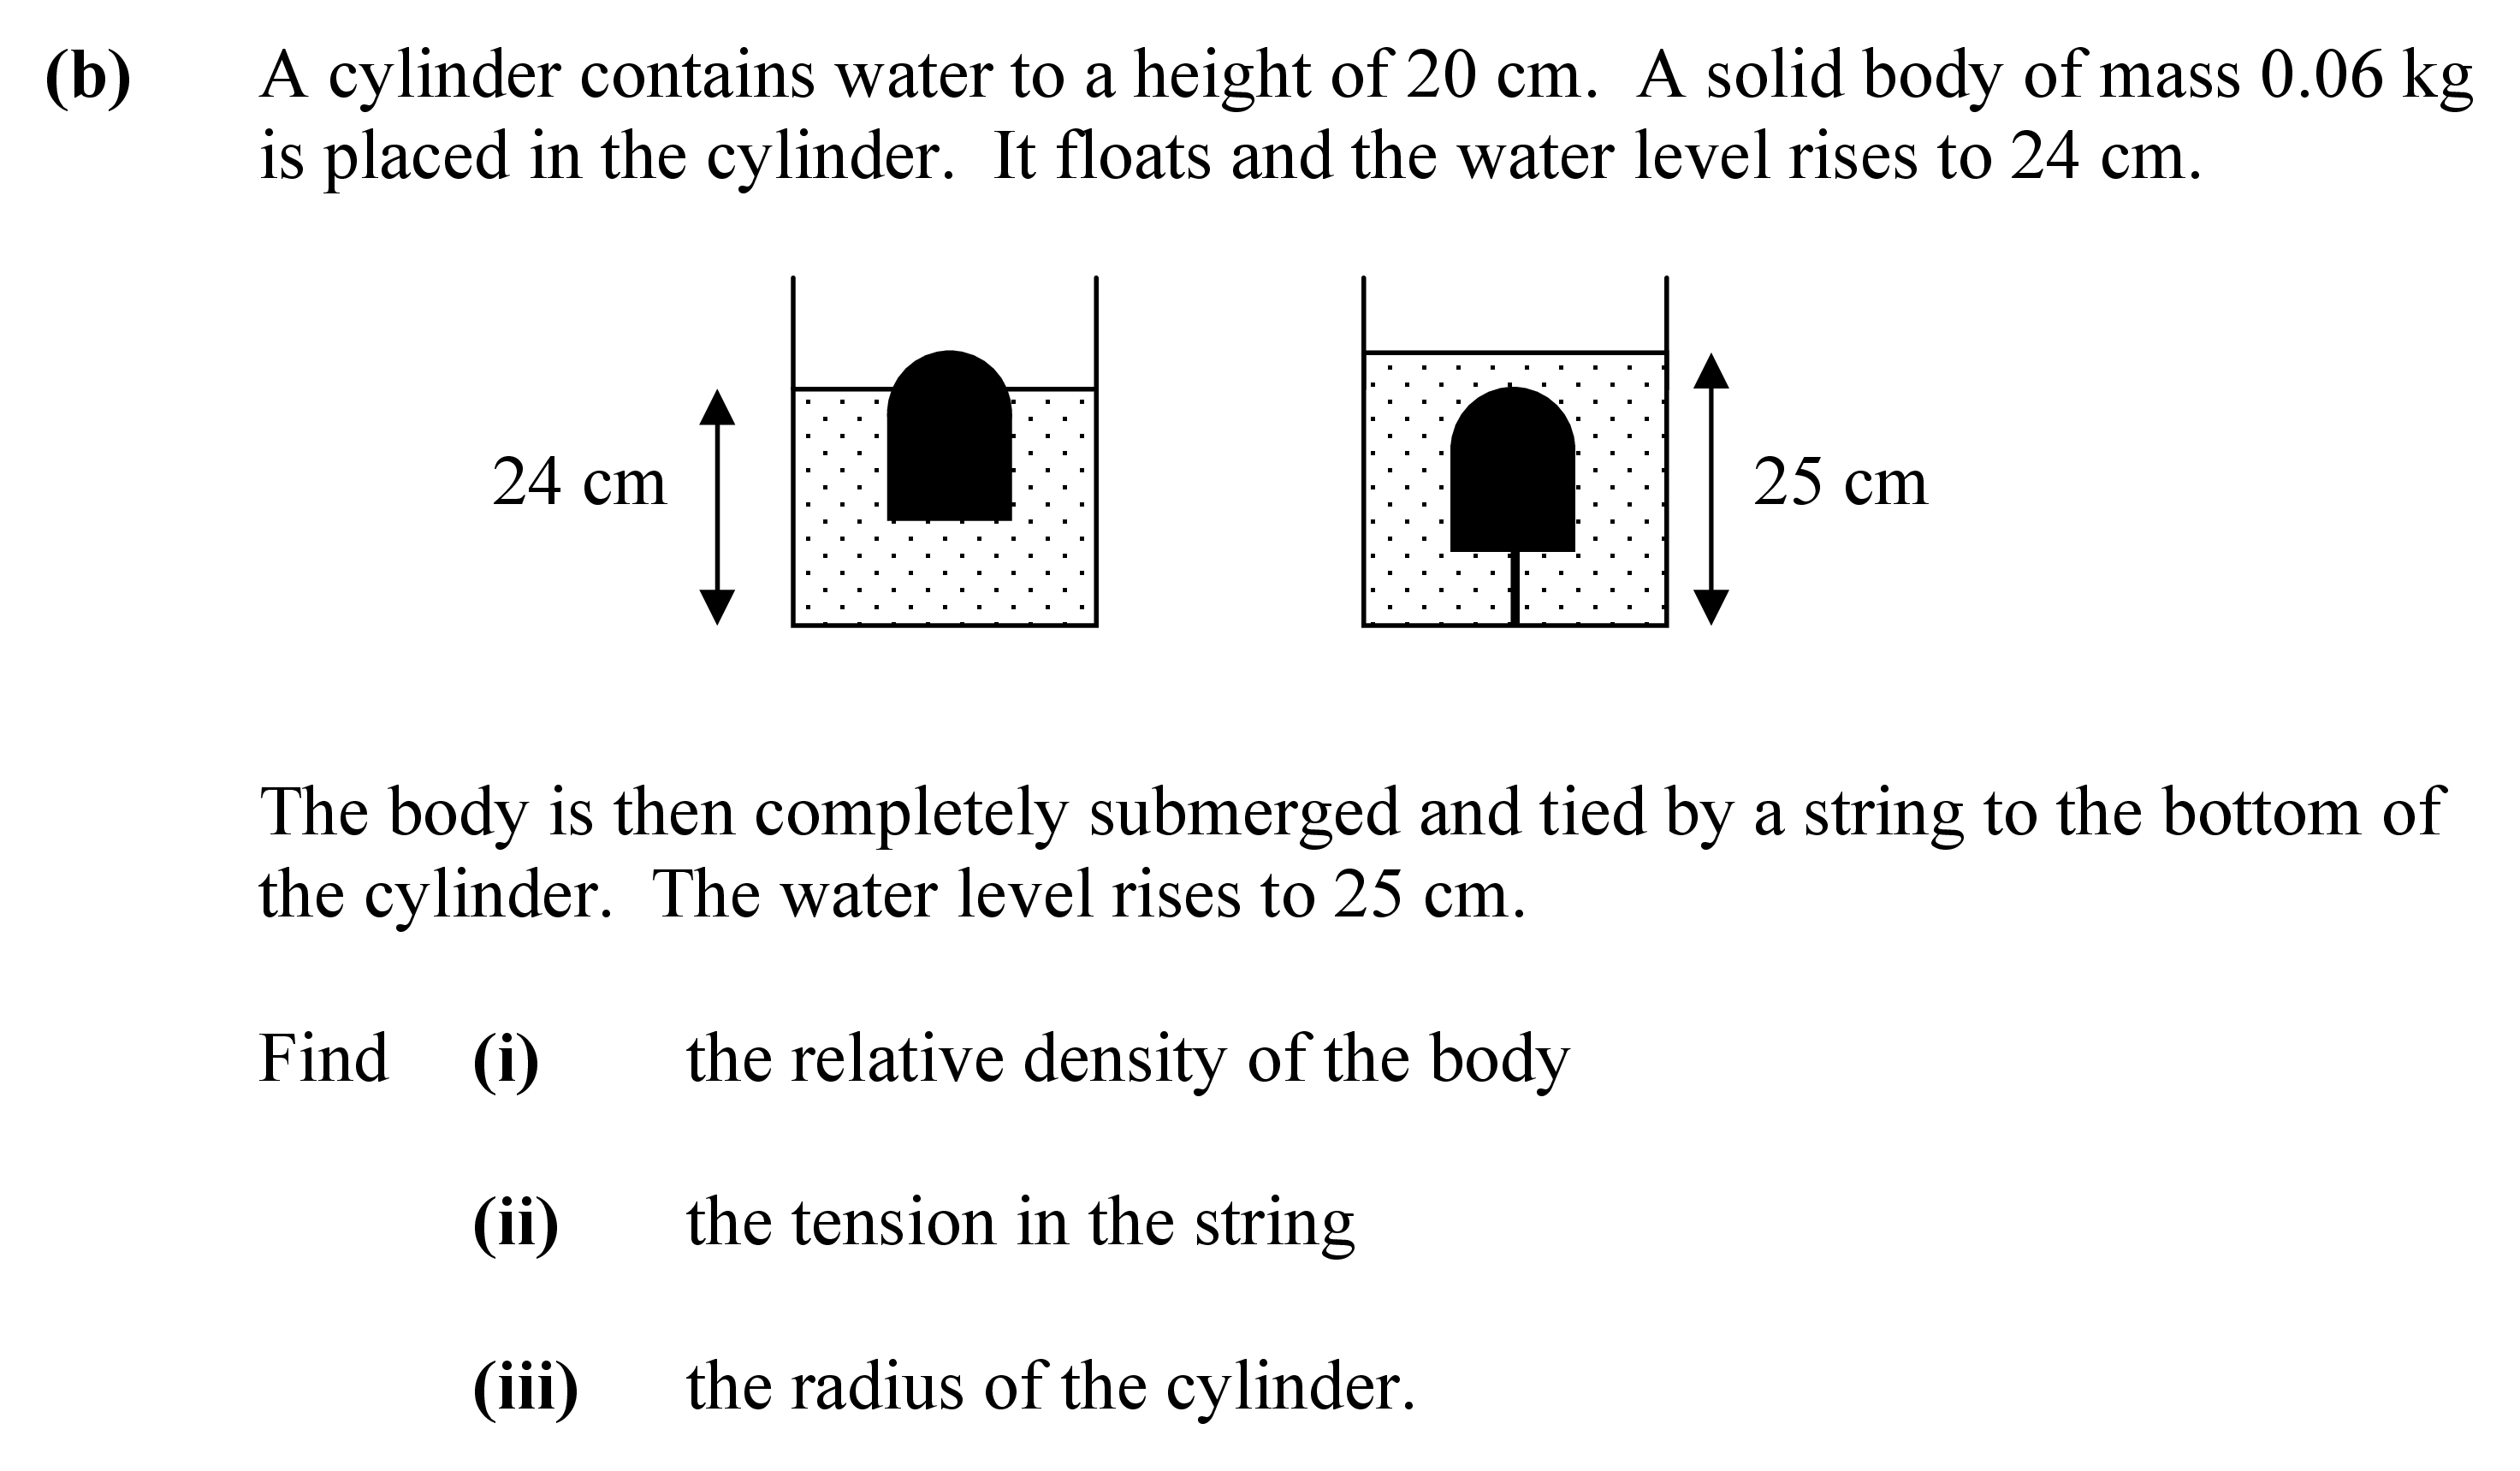 (b) A cylinder contains water to a height of 20 cm. A solid body of mass 0.06 kg
is placed in the cylinder. It floats and the water level rises to 24 cm.
24 cm 25 cm
The body is then completely submerged and tied by a string to the bottom of
the cylinder. The water level rises to 25 cm.
Find (i) the relative density of the body
(ii) the tension in the string
(iii) the radius of the cylinder.